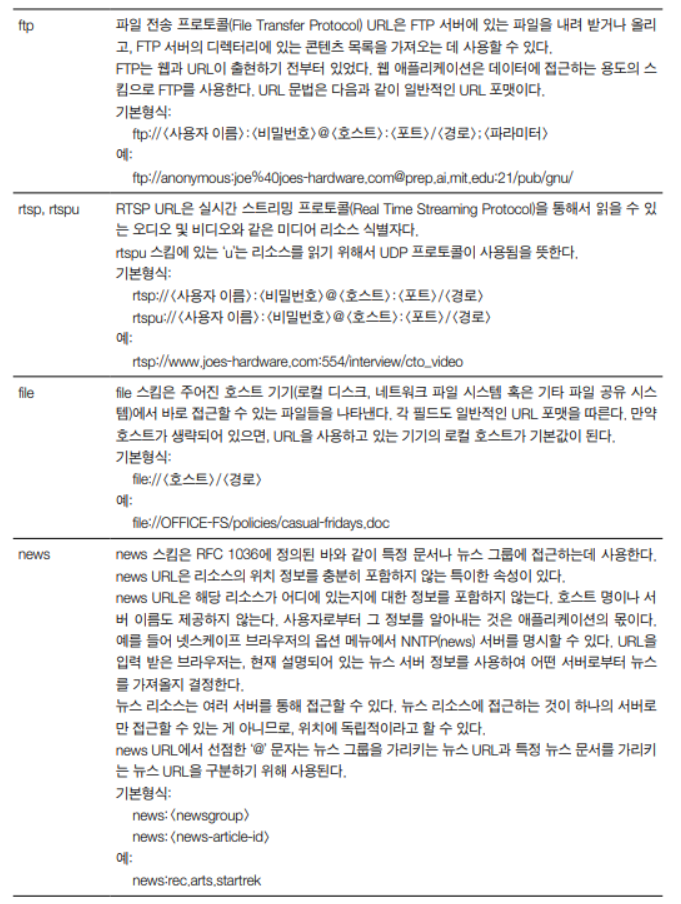 ftp
파일 전송 프로토콜(File Transfer Protocol) URL은 FTP 서버에 있는 파일을 내려 받거나 올리
고, FTP 서버의 디렉터리에 있는 콘텐츠 목록을 가져오는 데 사용할 수 있다.
FTP는 웹과 URL이 출현하기 전부터 있었다. 웹 애플리케이션은 데이터에 접근하는 용도의 스
킴으로 FTP를 사용한다. URL 문법은 다음과 같이 일반적인 URL 포맷이다.
기본형식:
ftp://〈사용자 이름〉:〈비밀번호〉@〈호스트〉:〈포트〉/〈경로〉;〈파라미터〉
예:
ftp://anonymous:joe%40joes-hardware.com@prep.ai.mit.edu:21/pub/gnu/
rtsp, rtspu
RTSP URL은 실시간 스트리밍 프로토콜(Real Time Streaming Protocol)을 통해서 읽을 수 있
는 오디오 및 비디오와 같은 미디어 리소스 식별자다.
rtspu 스킴에 있는 'u'는 리소스를 읽기 위해서 UDP 프로토콜이 사용됨을 뜻한다.
기본형식:
rtsp://〈사용자 이름〉:〈비밀번호〉@〈호스트〉:〈포트〉/〈경로〉
rtspu://〈사용자 이름〉:〈비밀번호〉@〈호스트〉:〈포트〉/〈경로〉
예:
rtsp://www.joes-hardware.com:554/interview/cto_video
file
file 스킴은 주어진 호스트 기기(로컬 디스크, 네트워크 파일 시스템 혹은 기타 파일 공유 시스
템)에서 바로 접근할 수 있는 파일들을 나타낸다. 각 필드도 일반적인 URL 포맷을 따른다. 만약
호스트가 생략되어 있으면, URL을 사용하고 있는 기기의 로컬 호스트가 기본값이 된다.
기본형식:
file://〈호스트〉/〈경로〉
예:
file://OFFICE-FS/policies/casual-fridays.doc
news
news 스킴은 RFC 1036에 정의된 바와 같이 특정 문서나 뉴스 그룹에 접근하는데 사용한다.
news URL은 리소스의 위치 정보를 충분히 포함하지 않는 특이한 속성이 있다.
news URL은 해당 리소스가 어디에 있는지에 대한 정보를 포함하지 않는다. 호스트 명이나 서
버 이름도 제공하지 않는다. 사용자로부터 그 정보를 알아내는 것은 애플리케이션의 몫이다.
예를 들어 넷스케이프 브라우저의 옵션 메뉴에서 NNTP(news) 서버를 명시할 수 있다. URL을
입력 받은 브라우저는, 현재 설명되어 있는 뉴스 서버 정보를 사용하여 어떤 서버로부터 뉴스
를 가져올지 결정한다.
뉴스 리소스는 여러 서버를 통해 접근할 수 있다. 뉴스 리소스에 접근하는 것이 하나의 서버로
만 접근할 수 있는 게 아니므로, 위치에 독립적이라고 할 수 있다.
news URL에서 선점한 '@' 문자는 뉴스 그룹을 가리키는 뉴스 URL과 특정 뉴스 문서를 가리키
는 뉴스 URL을 구분하기 위해 사용된다.
기본형식:
news:〈newsgroup〉
news:〈news-article-id〉
예:
news:rec.arts.startrek